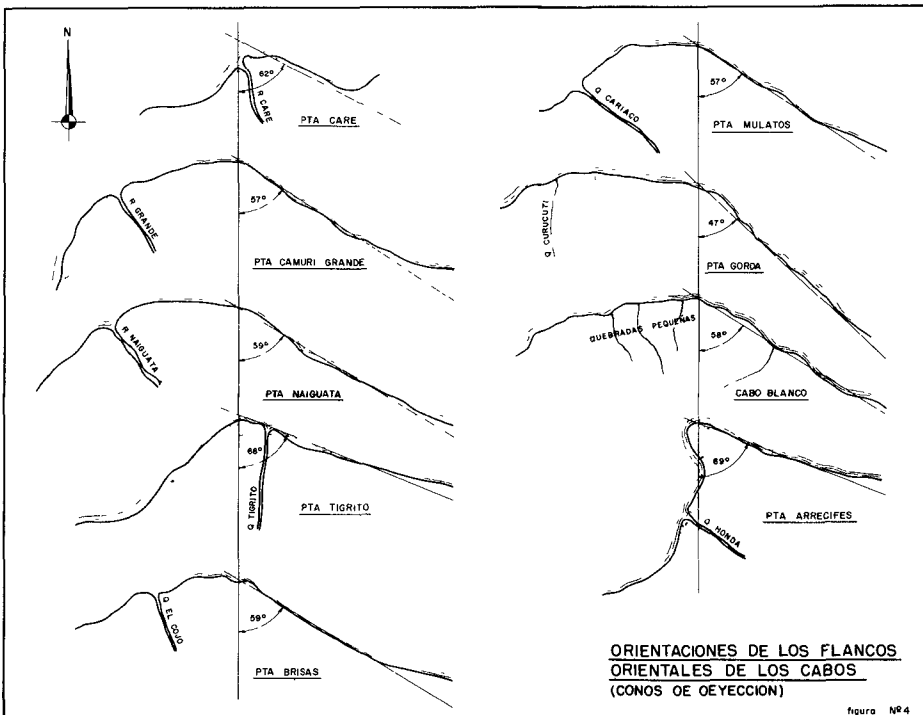 N
62°
R CARE
PTA CARE
57°
R GRANDE
PTA CAMURI GRANDE
59°
R NAIGUATA
PTA NAIGUATA
68°
Q TIGRITO
PTA TIGRITO
59°
Q EL COJO
PTA BRISAS
57°
Q CARIACO
PTA MULATOS
47°
Q CURUCUTI
PTA GORDA
QUEBRADAS PEQUEÑAS
58°
CABO BLANCO
69°
PTA ARRECIFES
Q HONDA
ORIENTACIONES DE LOS FLANCOS
ORIENTALES DE LOS CABOS
(CONOS DE DEYECCION)
figura Nº 4